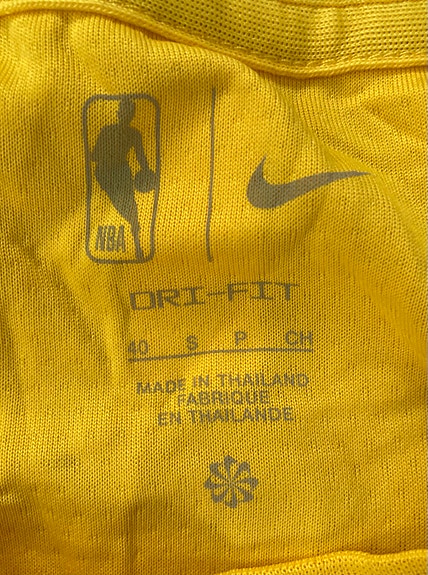 NBA
DRI-FIT
40 S P CH
MADE IN THAILAND
FABRIQUE
EN THAILANDE